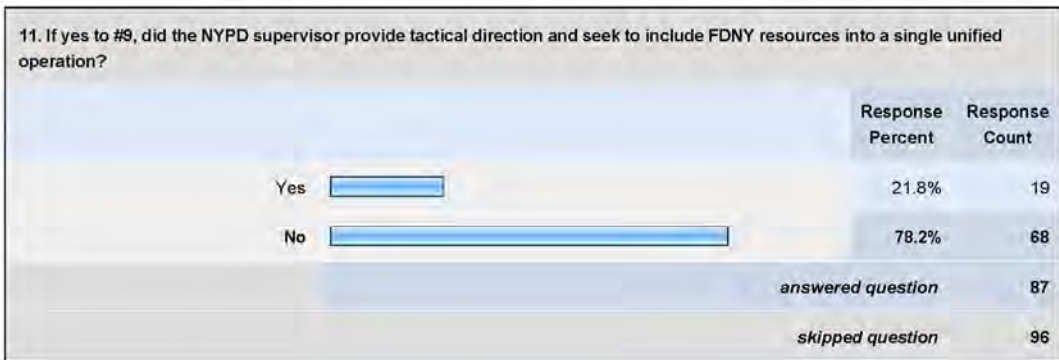 11. If yes to #9, did the NYPD supervisor provide tactical direction and seek to include FDNY resources into a single unified
operation?
Response Percent Response Count
Yes 21.8% 19
No 78.2% 68
answered question 87
skipped question 96